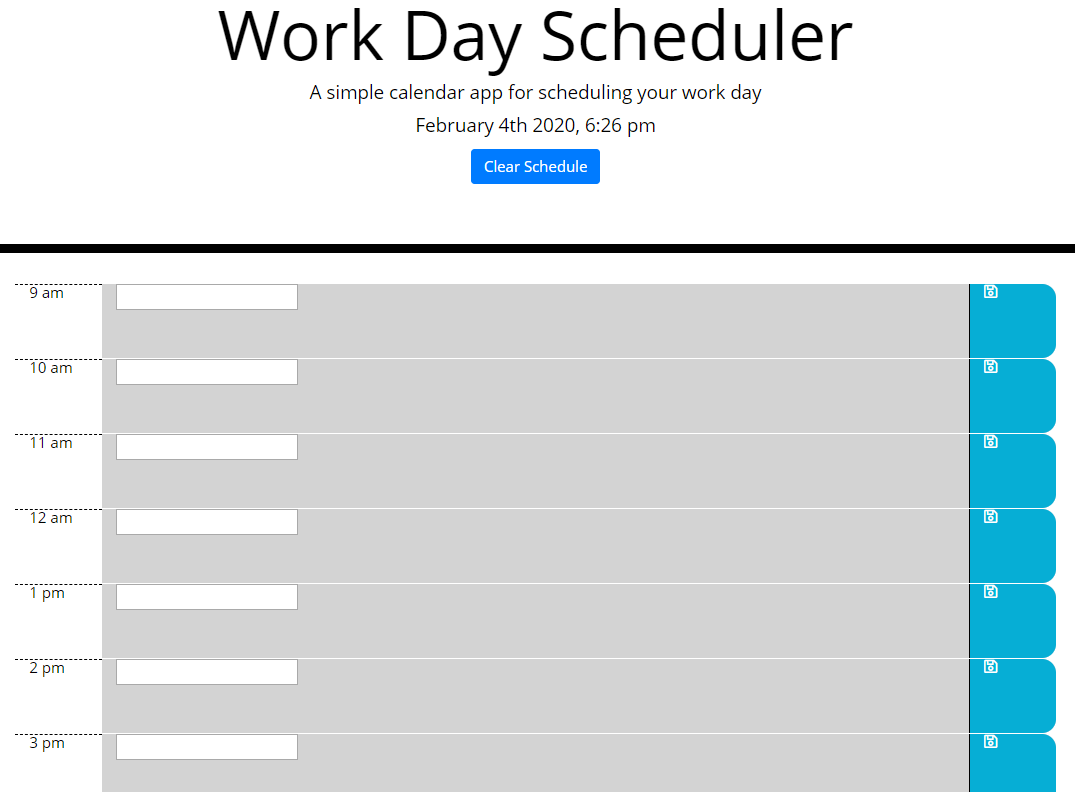 Work Day Scheduler
A simple calendar app for scheduling your work day
February 4th 2020, 6:26 pm
Clear Schedule
9 am
10 am
11 am
12 am
1 pm
2 pm
3 pm